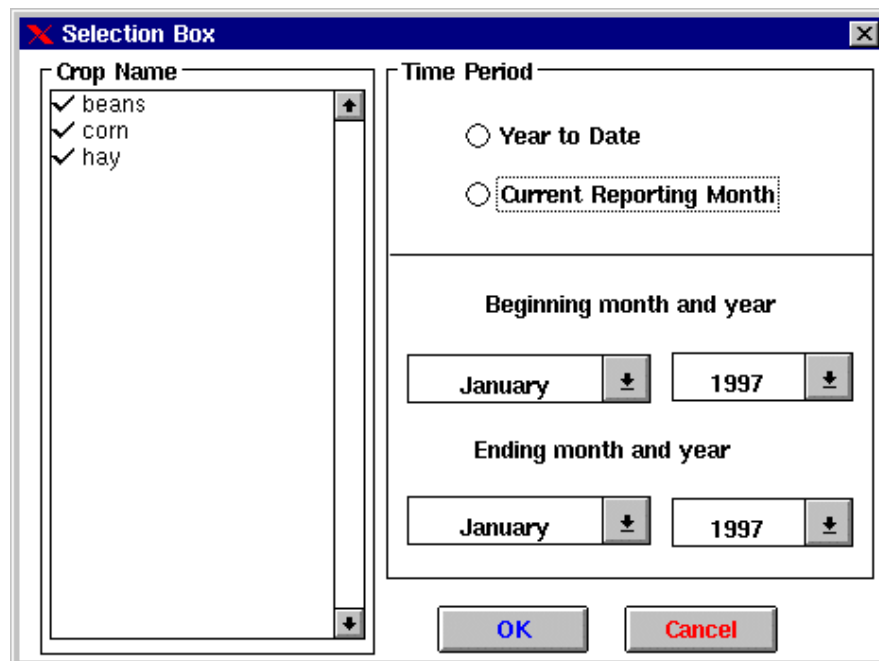 Selection Box
Crop Name
beans
corn
hay
Time Period
Year to Date
Current Reporting Month
Beginning month and year
January 1997
Ending month and year
January 1997
OK Cancel